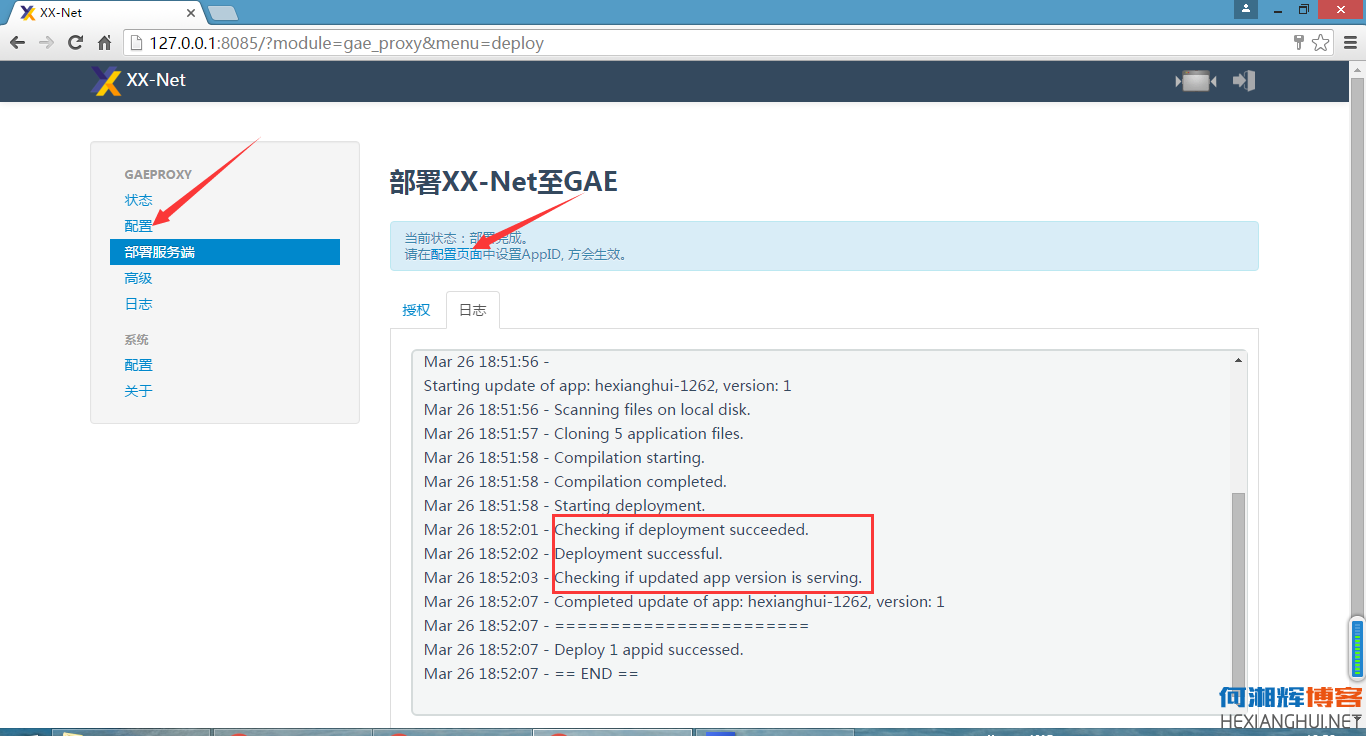 XX-Net
127.0.0.1:8085/?module=gae_proxy&menu=deploy
XX-Net
GAEPROXY
状态
配置
部署服务端
高级
日志
系统
配置
关于
部署XX-Net至GAE
当前状态：部署完成。
请在配置页面中设置AppID, 方会生效。
授权
日志
Mar 26 18:51:56 -
Starting update of app: hexianghui-1262, version: 1
Mar 26 18:51:56 - Scanning files on local disk.
Mar 26 18:51:57 - Cloning 5 application files.
Mar 26 18:51:58 - Compilation starting.
Mar 26 18:51:58 - Compilation completed.
Mar 26 18:51:58 - Starting deployment.
Mar 26 18:52:01 - Checking if deployment succeeded.
Mar 26 18:52:02 - Deployment successful.
Mar 26 18:52:03 - Checking if updated app version is serving.
Mar 26 18:52:07 - Completed update of app: hexianghui-1262, version: 1
Mar 26 18:52:07 - =======================
Mar 26 18:52:07 - Deploy 1 appid successed.
Mar 26 18:52:07 - == END ==
何湘辉博客
HEXIANGHUI.NET